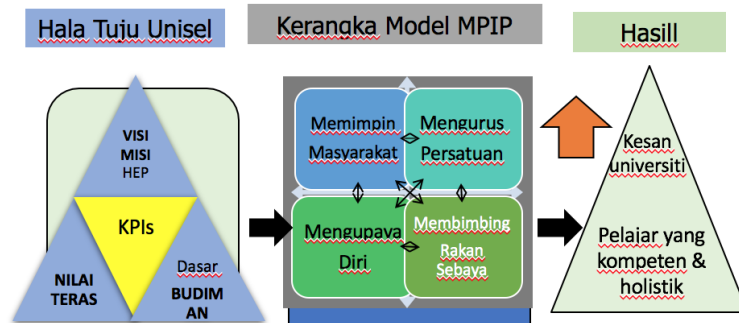 Hala Tuju Unisel
Kerangka Model MPIP
Hasill
VISI
MISI
HEP
KPIs
NILAI
TERAS
Dasar
BUDIM
AN
Memimpin
Masyarakat
Mengurus
Persatuan
Mengupaya
Diri
Membimbing
Rakan
Sebaya
Kesan
universiti
Pelajar yang
kompeten &
holistik